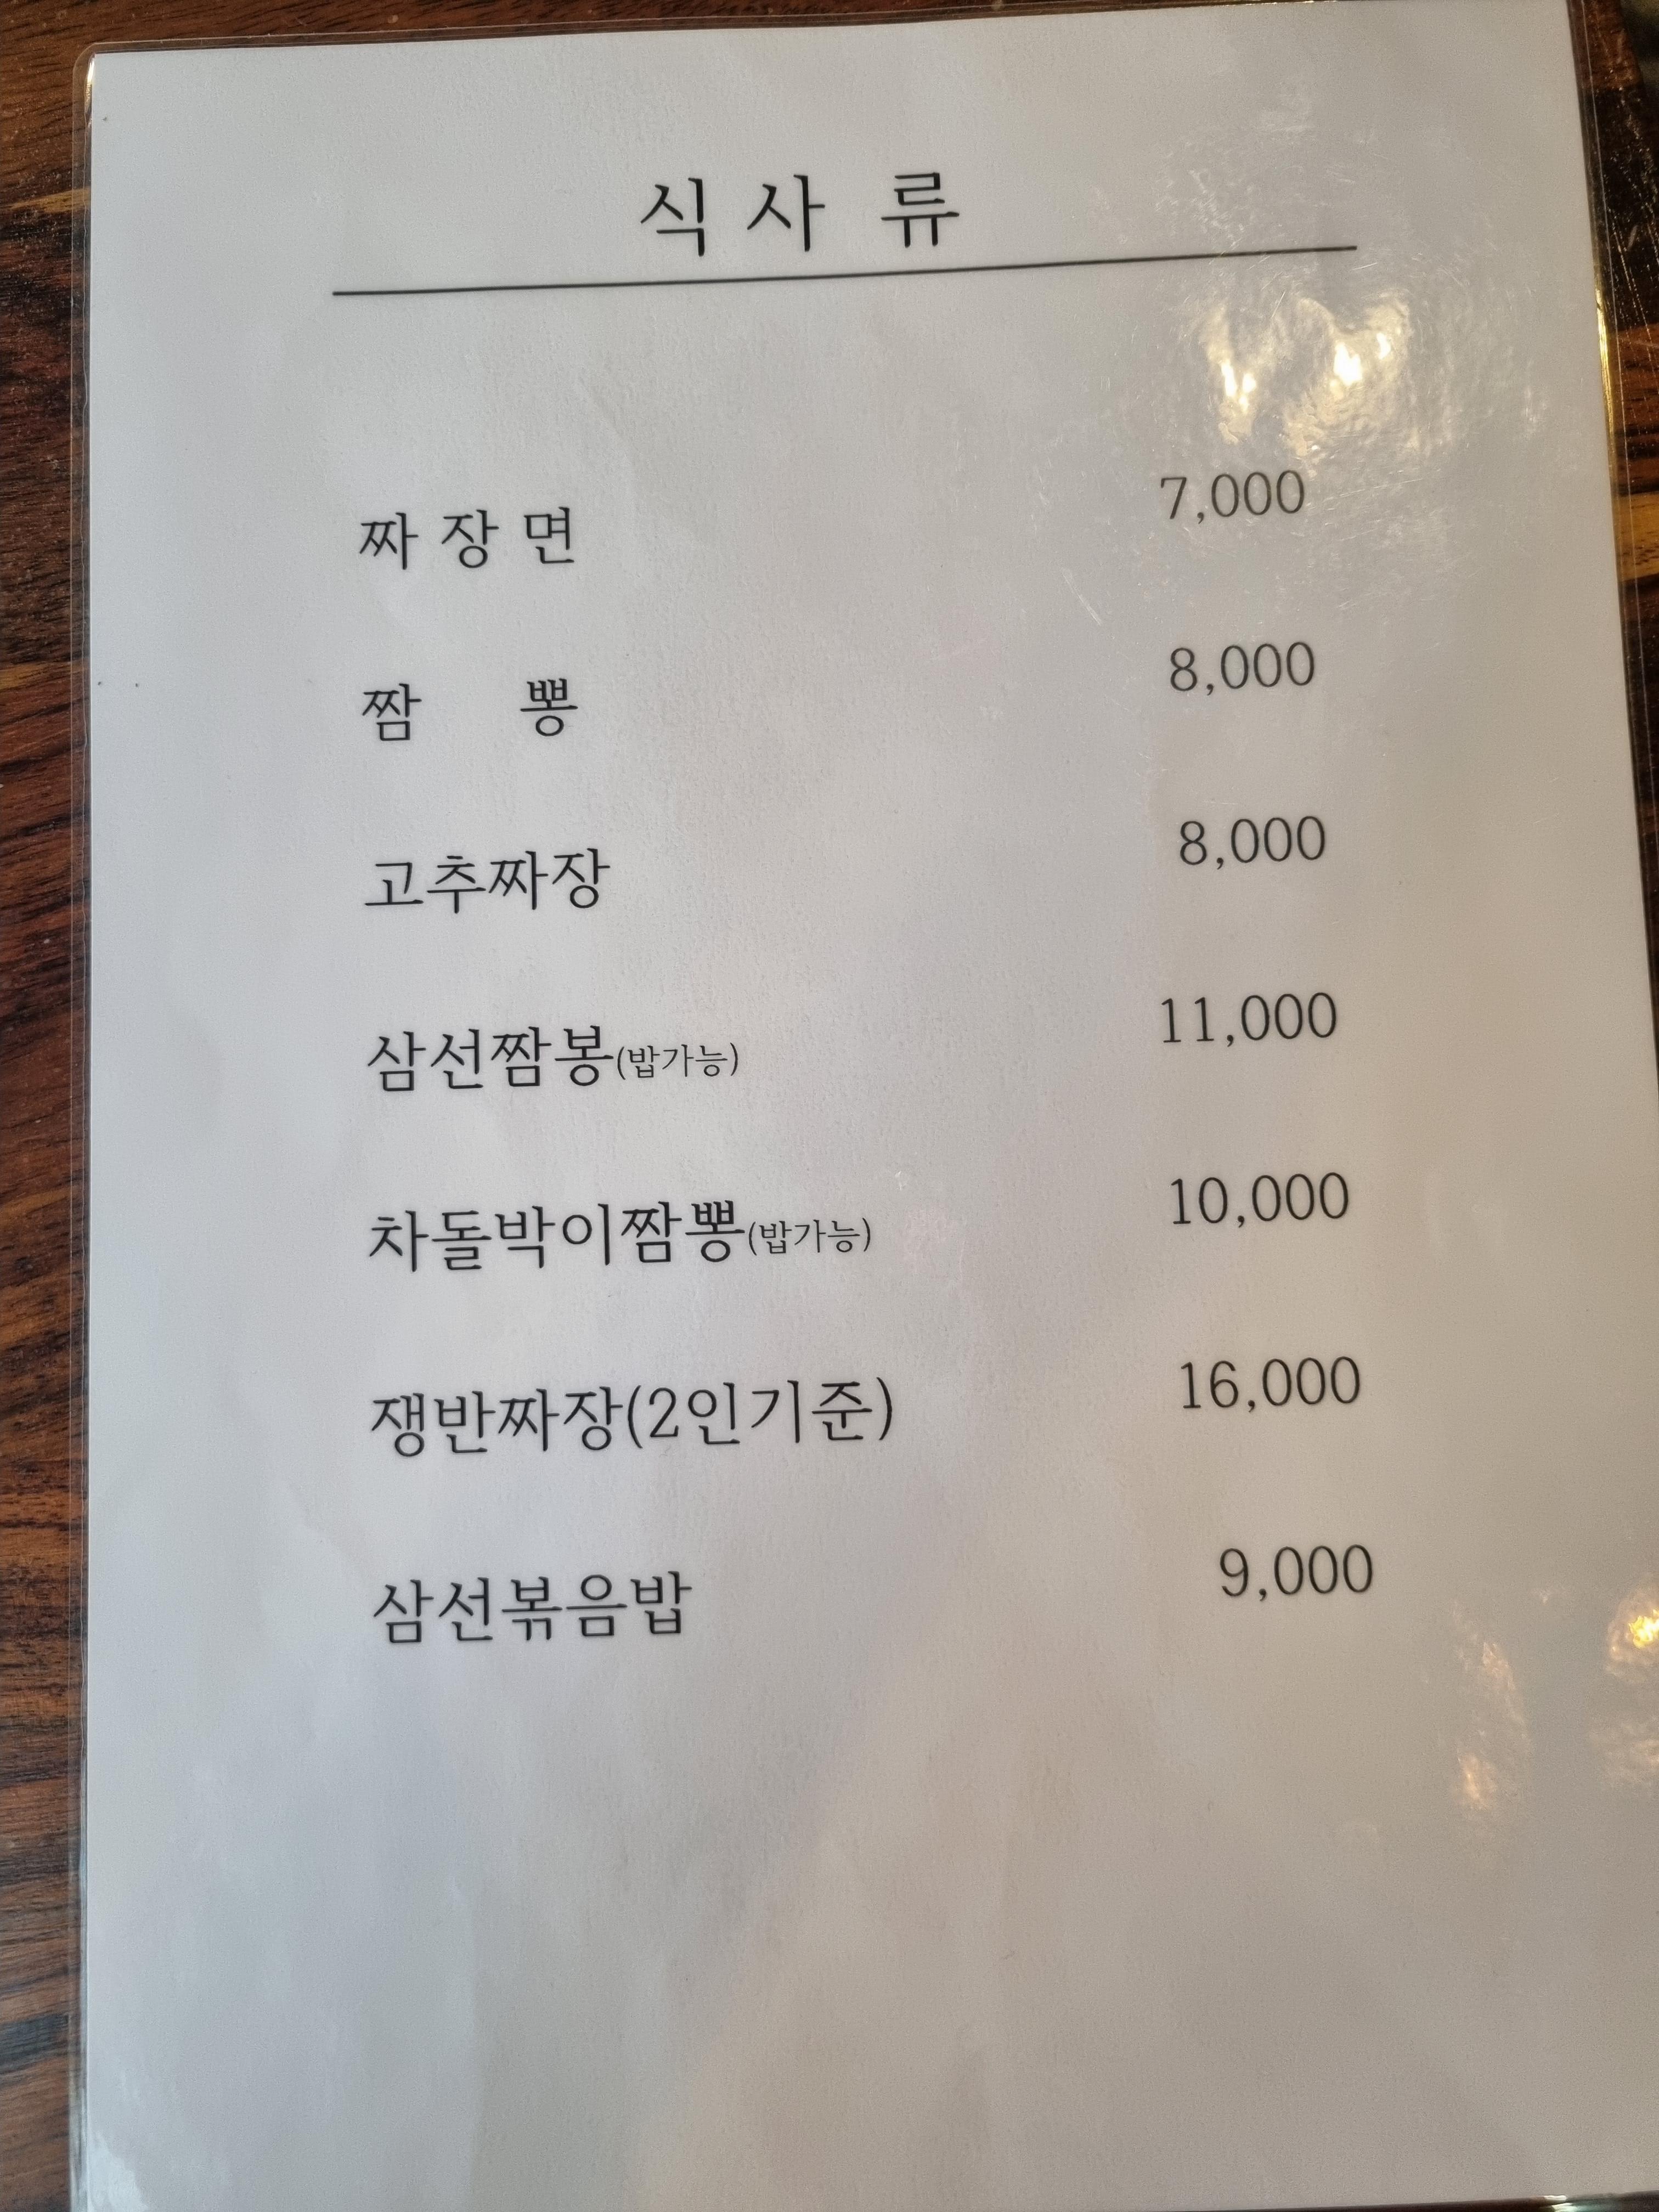 식 사 류
짜 장 면 7,000
짬 뽕 8,000
고추짜장 8,000
삼선짬봉(밥가능) 11,000
차돌박이짬뽕(밥가능) 10,000
쟁반짜장(2인기준) 16,000
삼선볶음밥 9,000